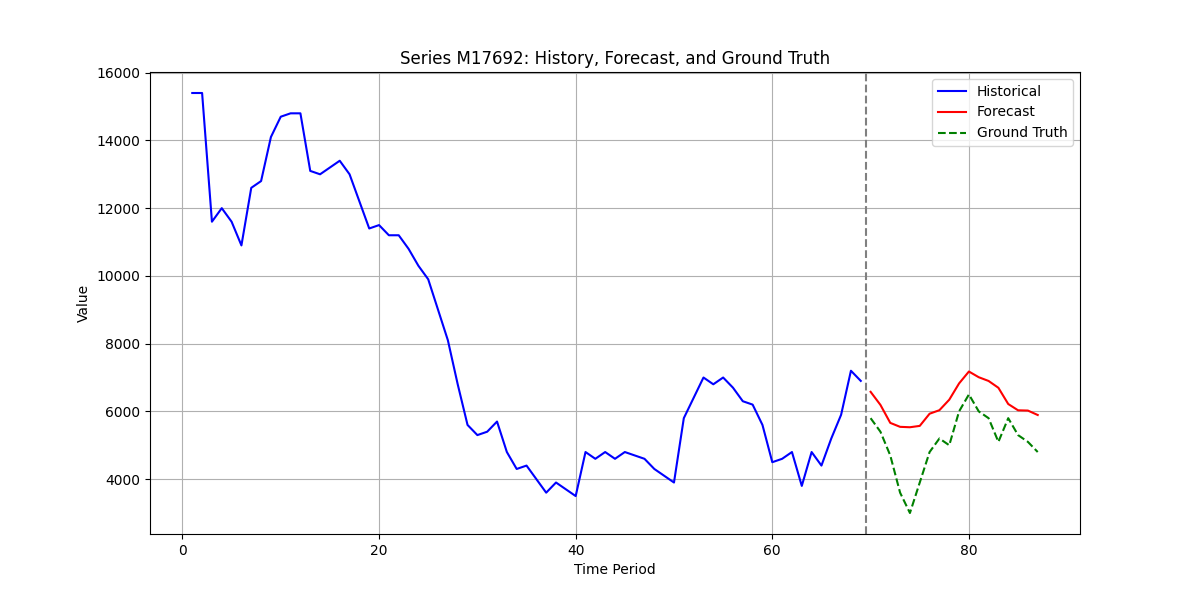 Series M17692: History, Forecast, and Ground Truth
16000
14000
12000
10000
8000
6000
4000
Value
0
20
40
60
80
Time Period
Historical
Forecast
Ground Truth